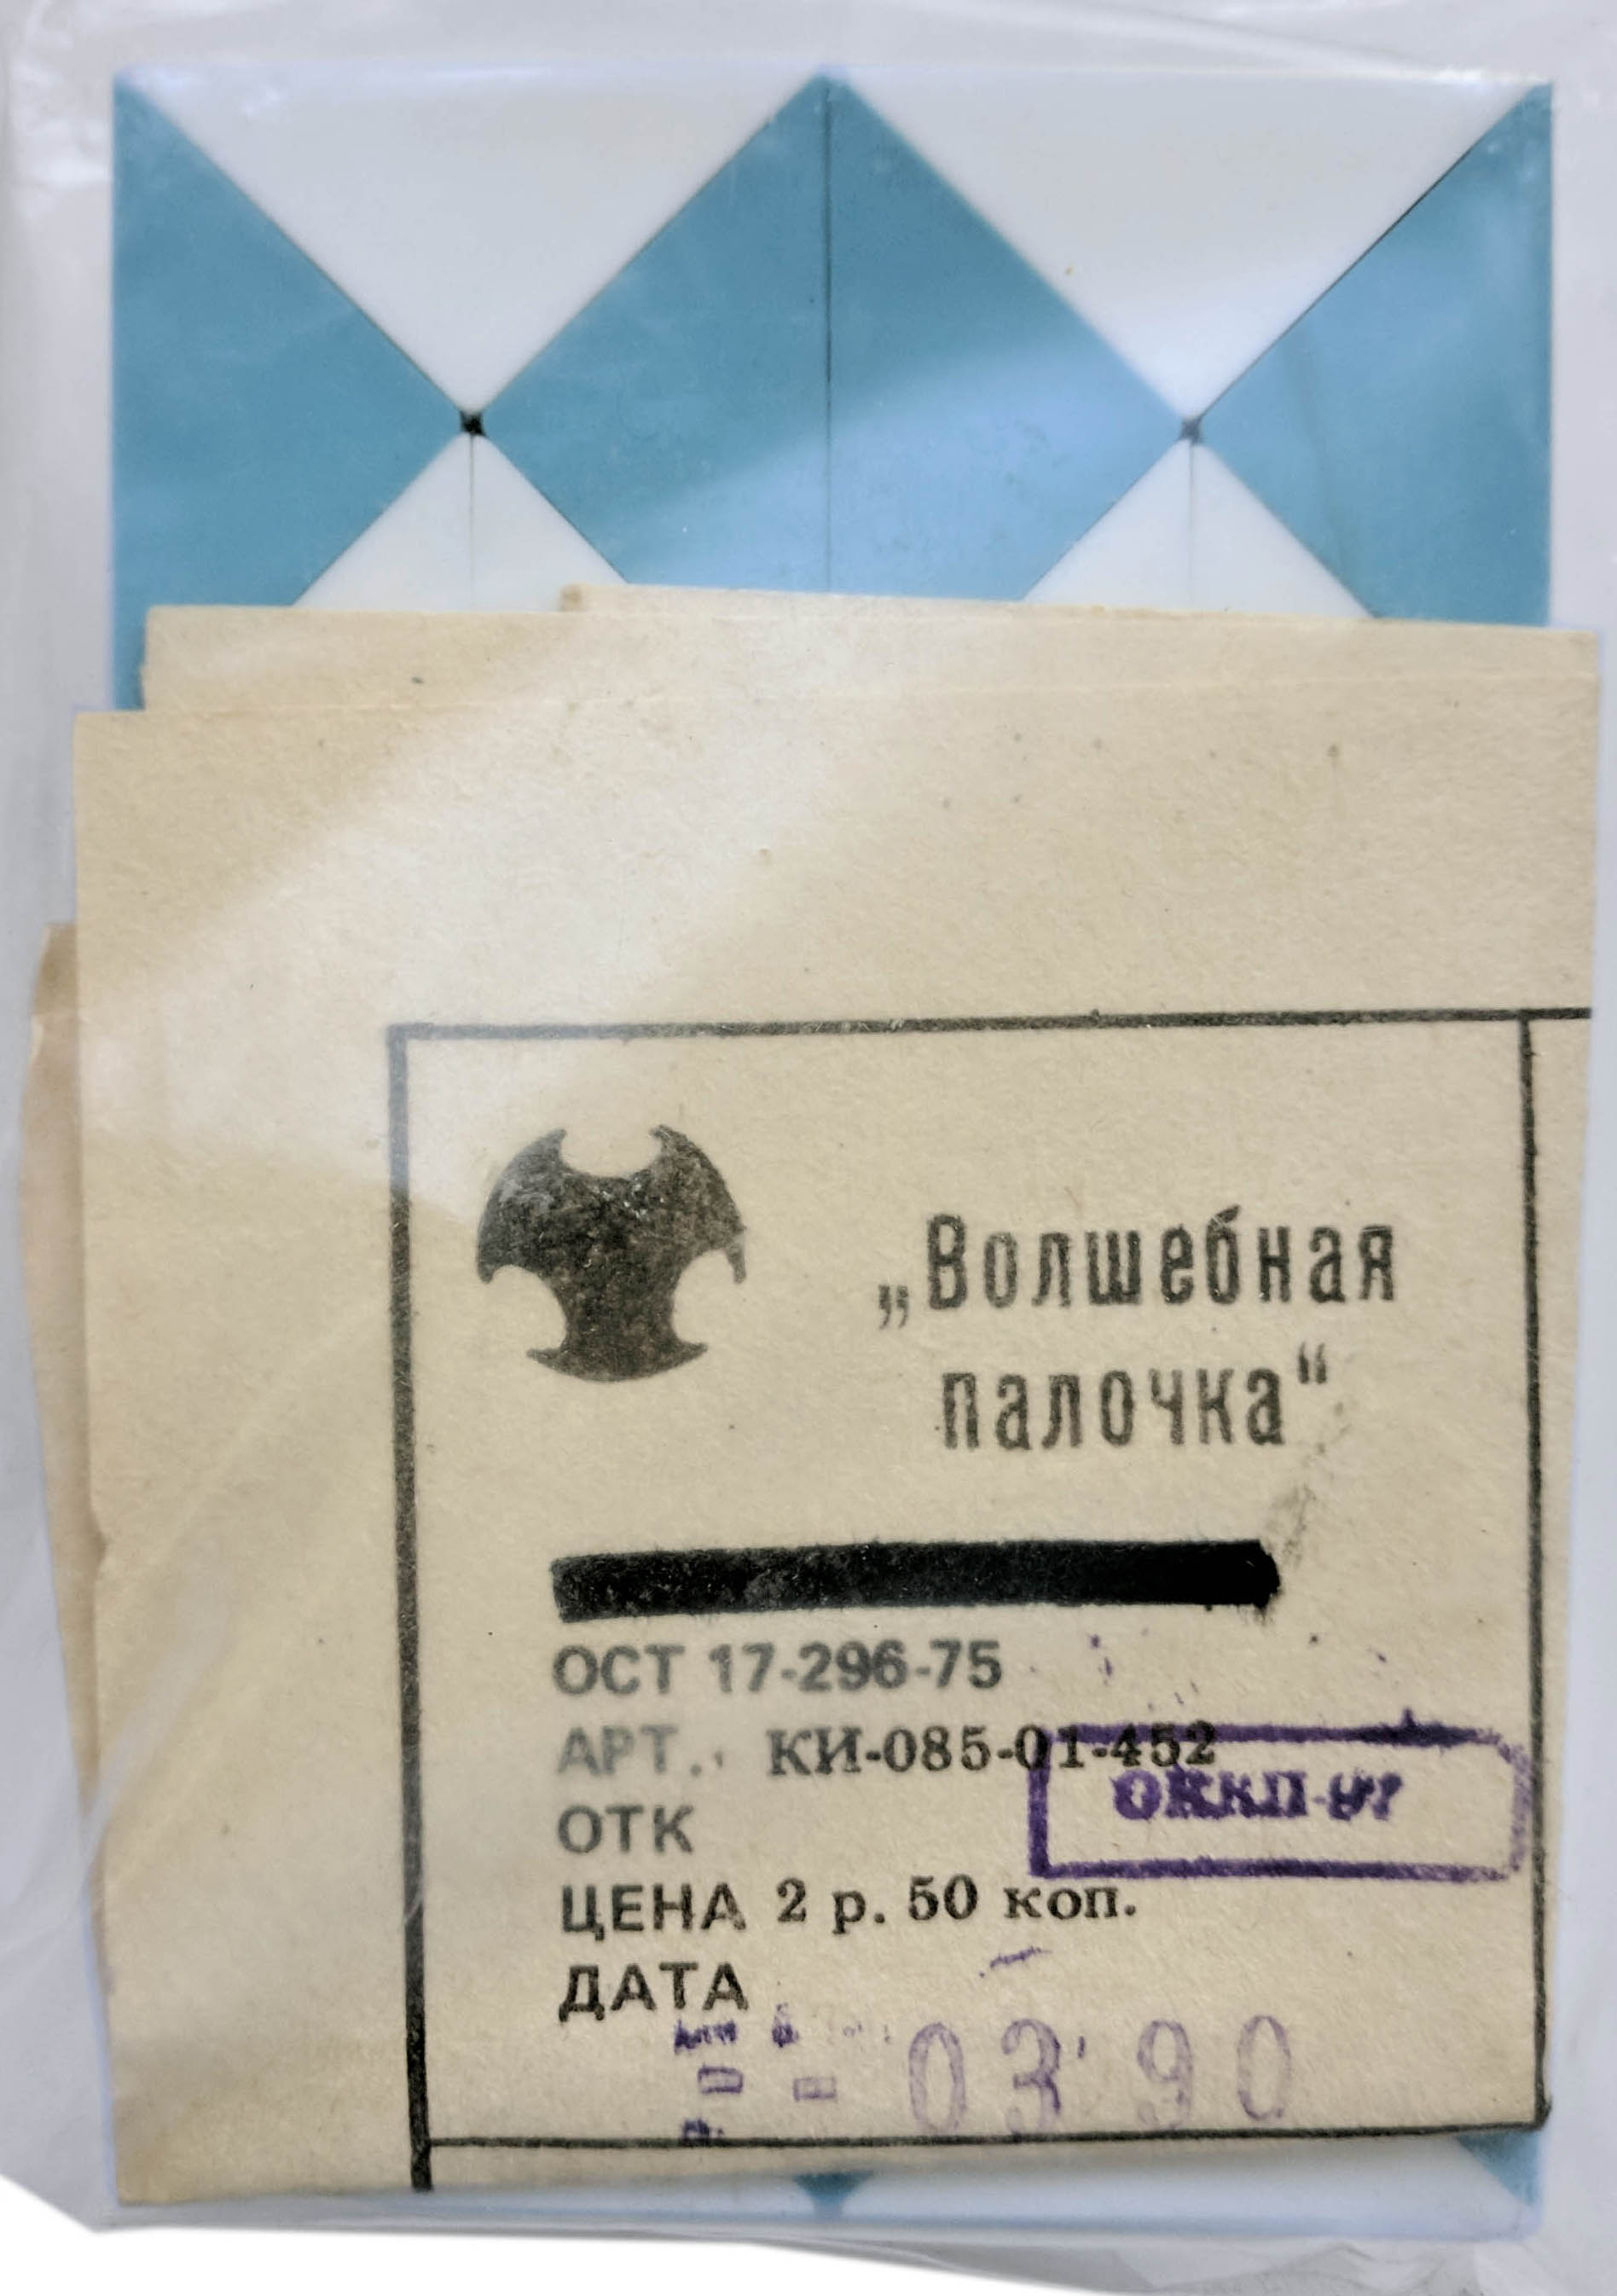 „Волшебная
палочка“
ОСТ 17-296-75
АРТ. КИ-085-01-452
ОТК
ЦЕНА 2 р. 50 коп.
ДАТА
03 90